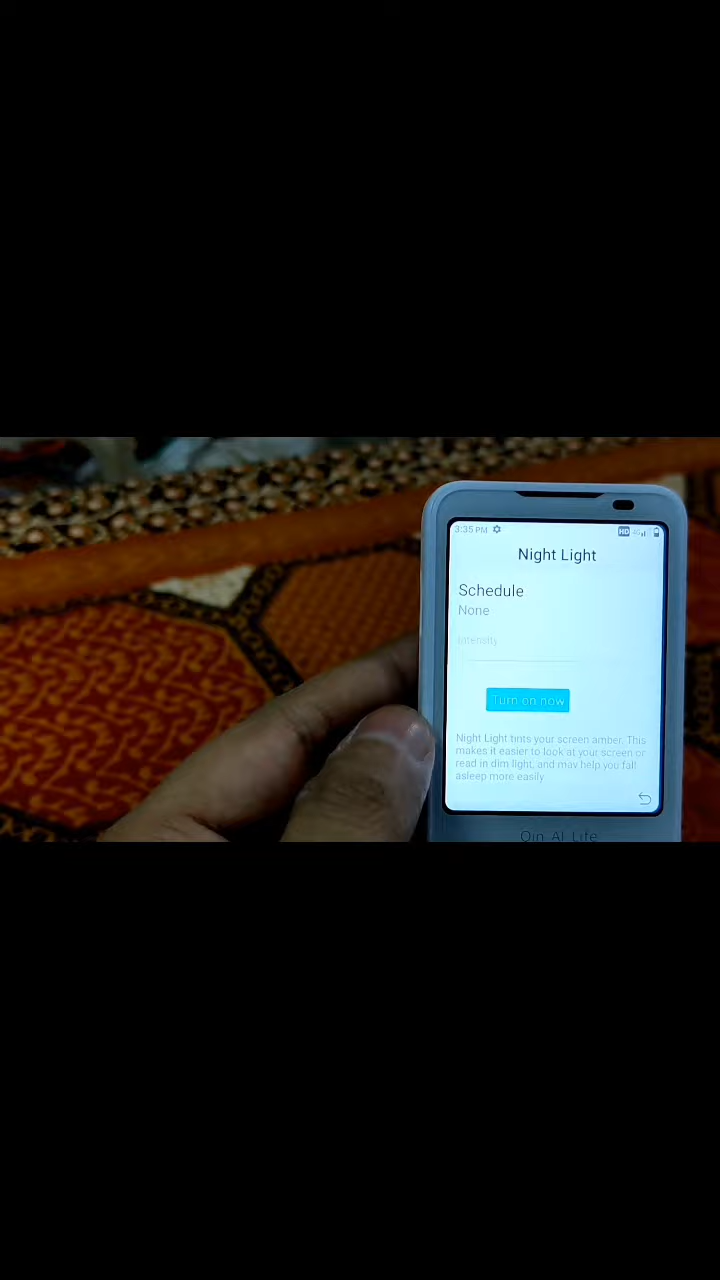 3:35 PM
HD 4G
Night Light
Schedule
None
Intensity
Turn on now
Night Light tints your screen amber. This
makes it easier to look at your screen or
read in dim light, and may help you fall
asleep more easily
Qin AI Life